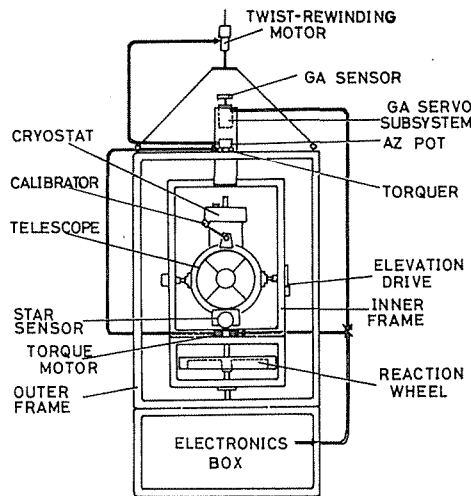 TWIST-REWINDING
MOTOR
GA SENSOR
GA SERVO
SUBSYSTEM
AZ POT
TORQUER
CRYOSTAT
CALIBRATOR
TELESCOPE
ELEVATION
DRIVE
INNER
FRAME
STAR
SENSOR
TORQUE
MOTOR
OUTER
FRAME
REACTION
WHEEL
ELECTRONICS
BOX